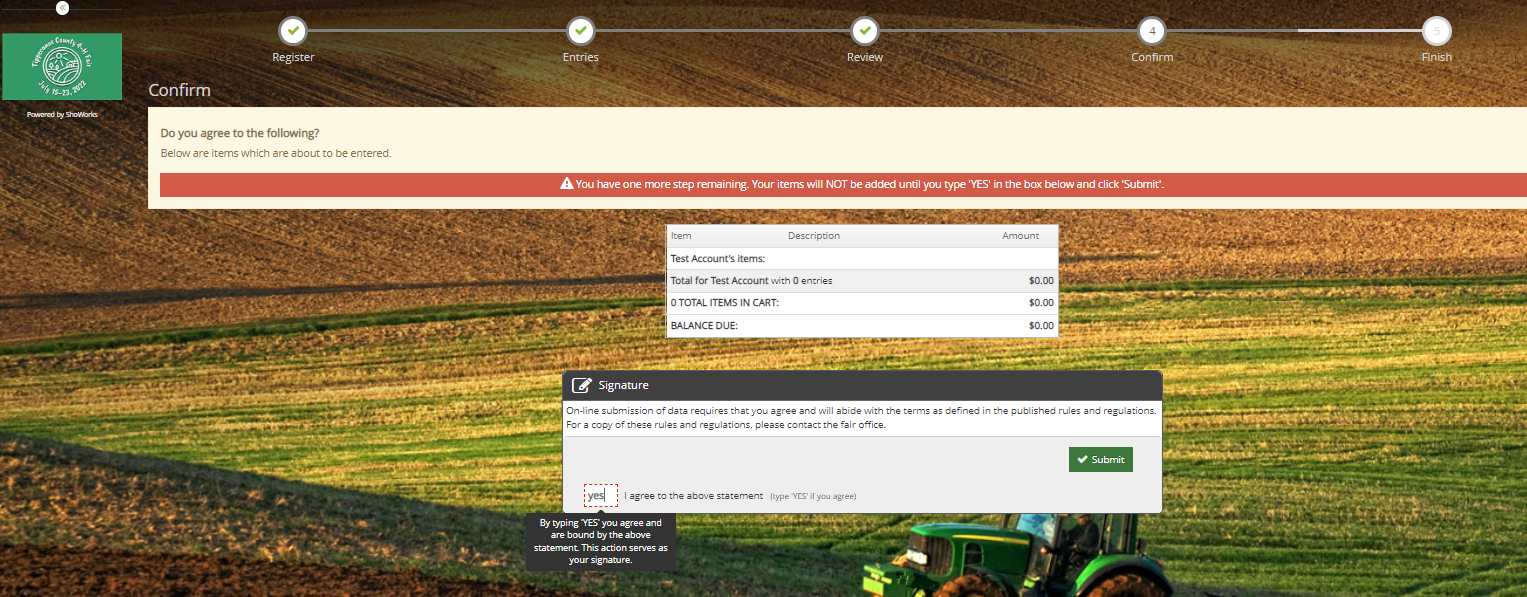 «
Tippecanoe County 4-H Fair
July 15-23, 2022
Powered by ShoWorks
Register
Entries
Review
4
Confirm
5
Finish
Confirm
Do you agree to the following?
Below are items which are about to be entered.
You have one more step remaining. Your items will NOT be added until you type 'YES' in the box below and click 'Submit'.
Item Description Amount
Test Account's items:
Total for Test Account with 0 entries $0.00
0 TOTAL ITEMS IN CART: $0.00
BALANCE DUE: $0.00
Signature
On-line submission of data requires that you agree and will abide with the terms as defined in the published rules and regulations.
For a copy of these rules and regulations, please contact the fair office.
Submit
yes I agree to the above statement (type 'YES' if you agree)
By typing 'YES' you agree and
are bound by the above
statement. This action serves as
your signature.